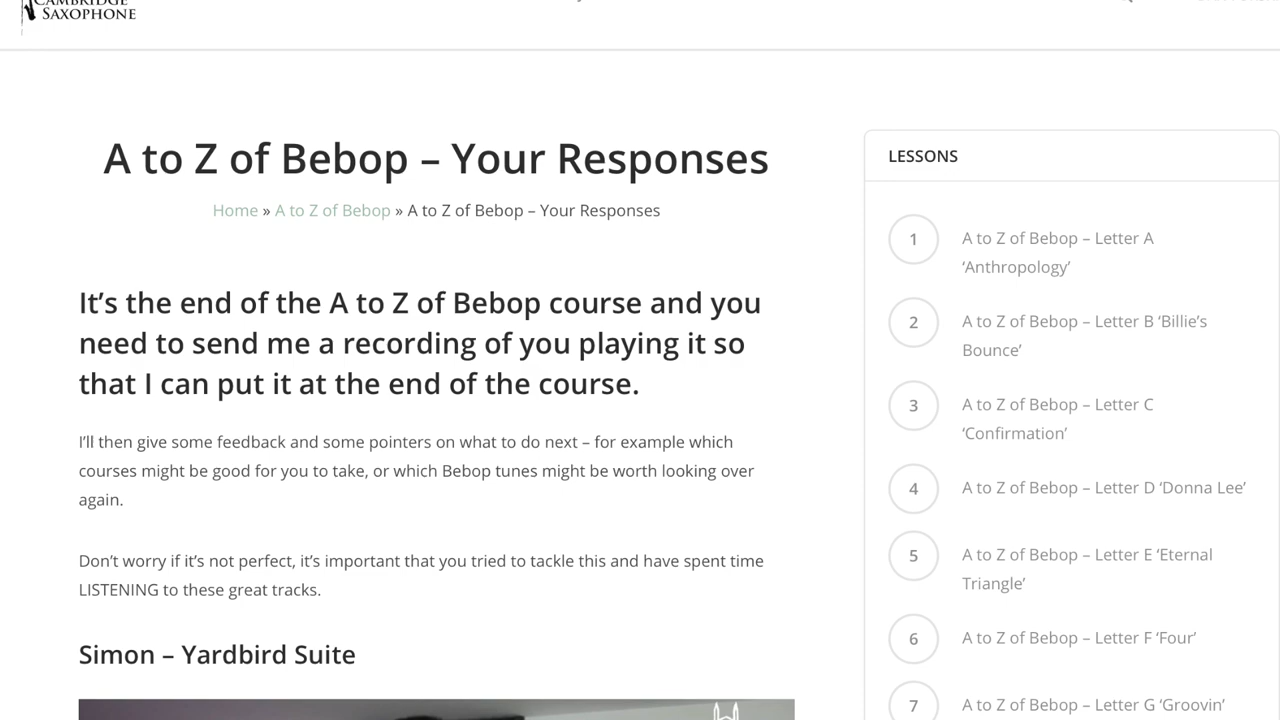 CAMBRIDGE
SAXOPHONE
A to Z of Bebop – Your Responses
Home » A to Z of Bebop » A to Z of Bebop – Your Responses
It’s the end of the A to Z of Bebop course and you
need to send me a recording of you playing it so
that I can put it at the end of the course.
I’ll then give some feedback and some pointers on what to do next – for example which
courses might be good for you to take, or which Bebop tunes might be worth looking over
again.
Don’t worry if it’s not perfect, it’s important that you tried to tackle this and have spent time
LISTENING to these great tracks.
Simon – Yardbird Suite
LESSONS
1 A to Z of Bebop – Letter A
‘Anthropology’
2 A to Z of Bebop – Letter B ‘Billie’s
Bounce’
3 A to Z of Bebop – Letter C
‘Confirmation’
4 A to Z of Bebop – Letter D ‘Donna Lee’
5 A to Z of Bebop – Letter E ‘Eternal
Triangle’
6 A to Z of Bebop – Letter F ‘Four’
7 A to Z of Bebop – Letter G ‘Groovin’